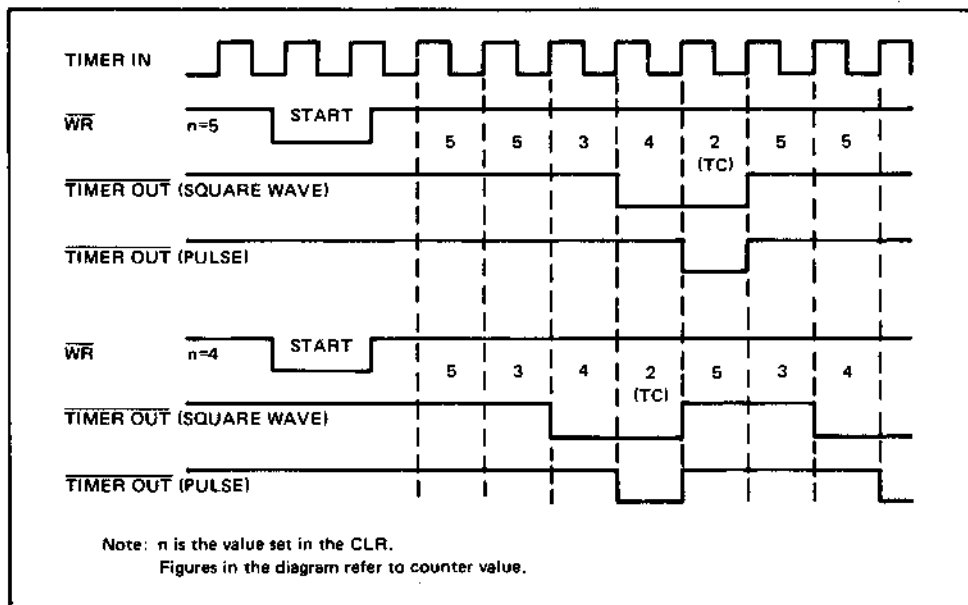 TIMER IN
WR n=5 START
5 5 3 4 2 5 5
(TC)
TIMER OUT (SQUARE WAVE)
TIMER OUT (PULSE)
WR n=4 START
5 3 4 2 5 3 4
(TC)
TIMER OUT (SQUARE WAVE)
TIMER OUT (PULSE)
Note: n is the value set in the CLR.
Figures in the diagram refer to counter value.